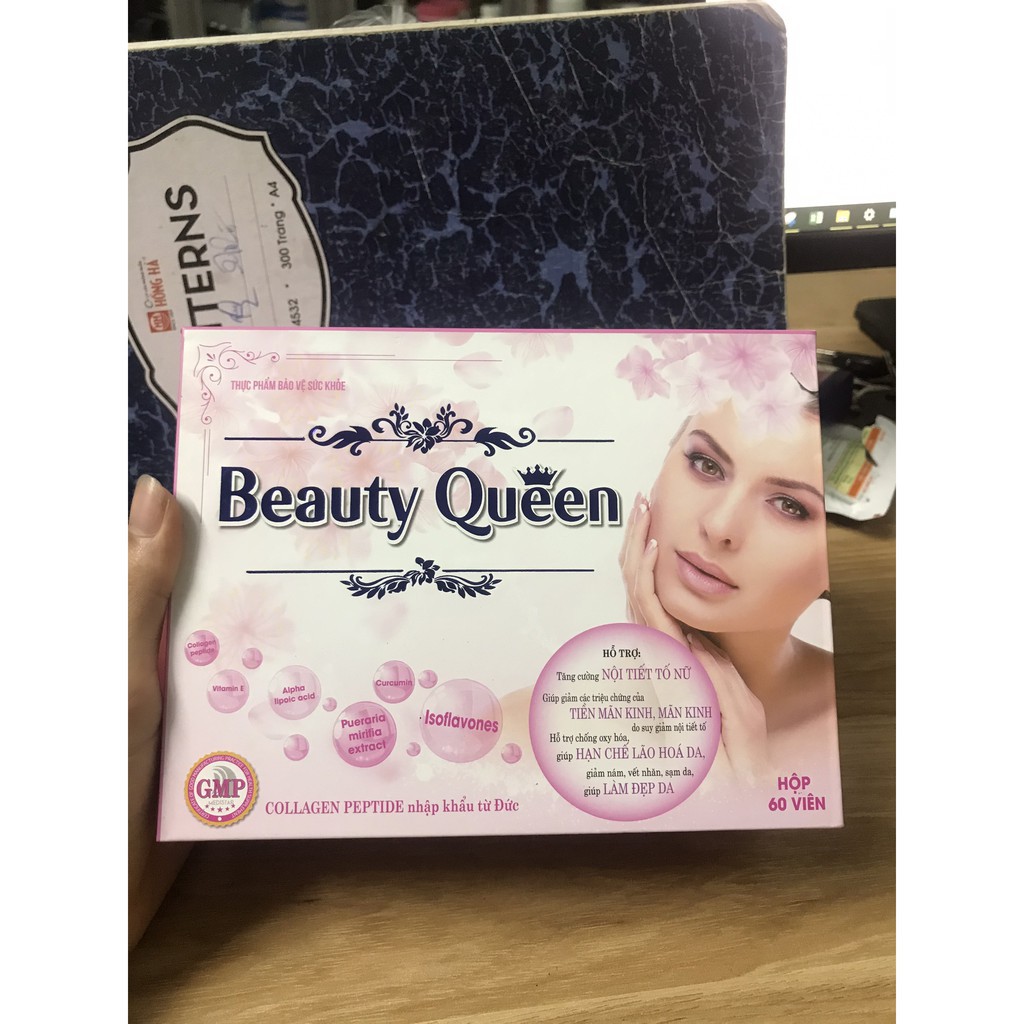 TTERNS
HỒNG HÀ
4532 * 300 Trang * A4
THỰC PHẨM BẢO VỆ SỨC KHỎE
Beauty Queen
Collagen
peptide
Vitamin E
Alpha
lipoic acid
Curcumin
Pueraria
mirifia
extract
Isoflavones
HỖ TRỢ:
Tăng cường NỘI TIẾT TỐ NỮ
Giúp giảm các triệu chứng của
TIỀN MÃN KINH, MÃN KINH
do suy giảm nội tiết tố
Hỗ trợ chống oxy hóa,
giúp HẠN CHẾ LÃO HOÁ DA,
giảm nám, vết nhăn, sạm da,
giúp LÀM ĐẸP DA
GMP
MEDISTAR
COLLAGEN PEPTIDE nhập khẩu từ Đức
HỘP
60 VIÊN